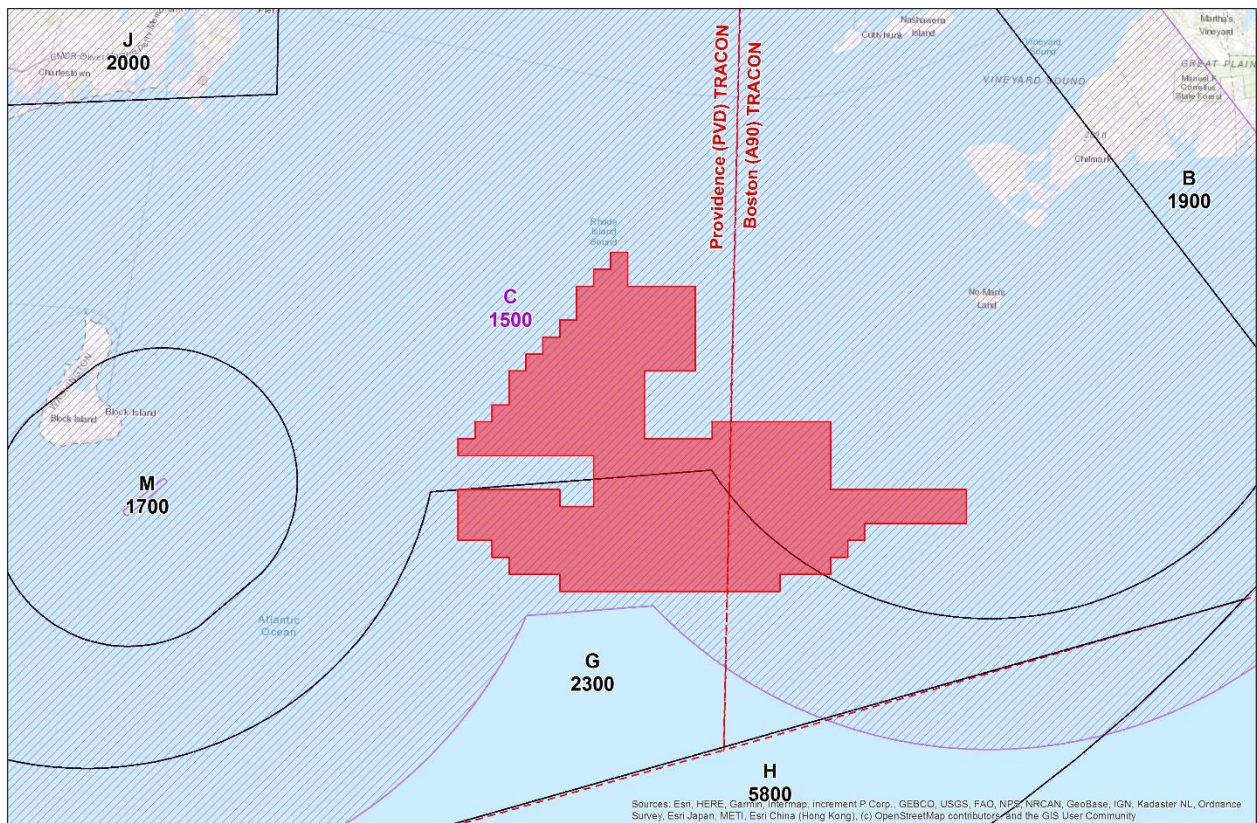 J
2000
Charlestown
Cuttyhunk
Nashawena
Island
Vineyard
Sound
VINEYARD SOUND
Martha's
Vineyard
GREAT PLAIN
Manuel F
Correllus
State Forest
Chilmark
B
1900
Providence (PVD) TRACON
Boston (A90) TRACON
Rhode
Island
Sound
No Mans
Land
C
1500
WASHINGTON
Block Island
Block Island
M
1700
Atlantic
Ocean
G
2300
H
5800
Sources: Esri, HERE, Garmin, Intermap, increment P Corp., GEBCO, USGS, FAO, NPS, NRCAN, GeoBase, IGN, Kadaster NL, Ordnance
Survey, Esri Japan, METI, Esri China (Hong Kong), (c) OpenStreetMap contributors, and the GIS User Community